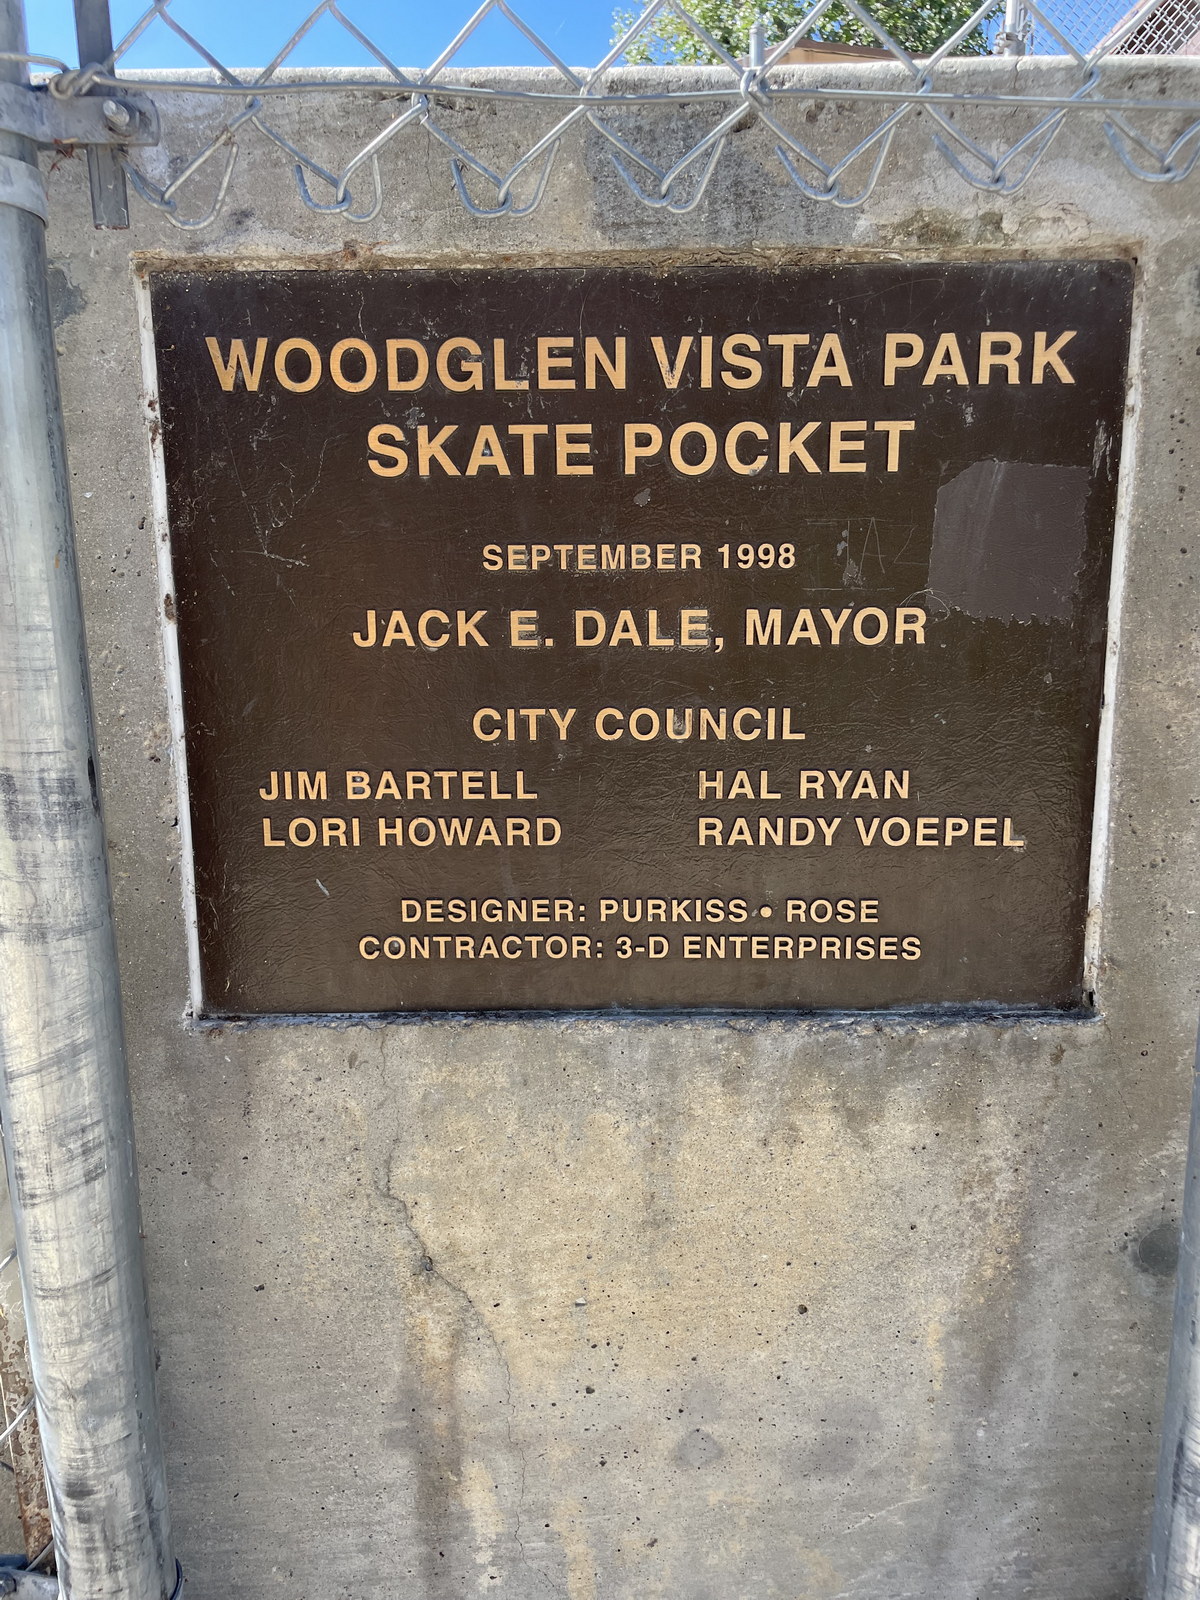 WOODGLEN VISTA PARK
SKATE POCKET
SEPTEMBER 1998
JACK E. DALE, MAYOR
CITY COUNCIL
JIM BARTELL HAL RYAN
LORI HOWARD RANDY VOEPEL
DESIGNER: PURKISS • ROSE
CONTRACTOR: 3-D ENTERPRISES